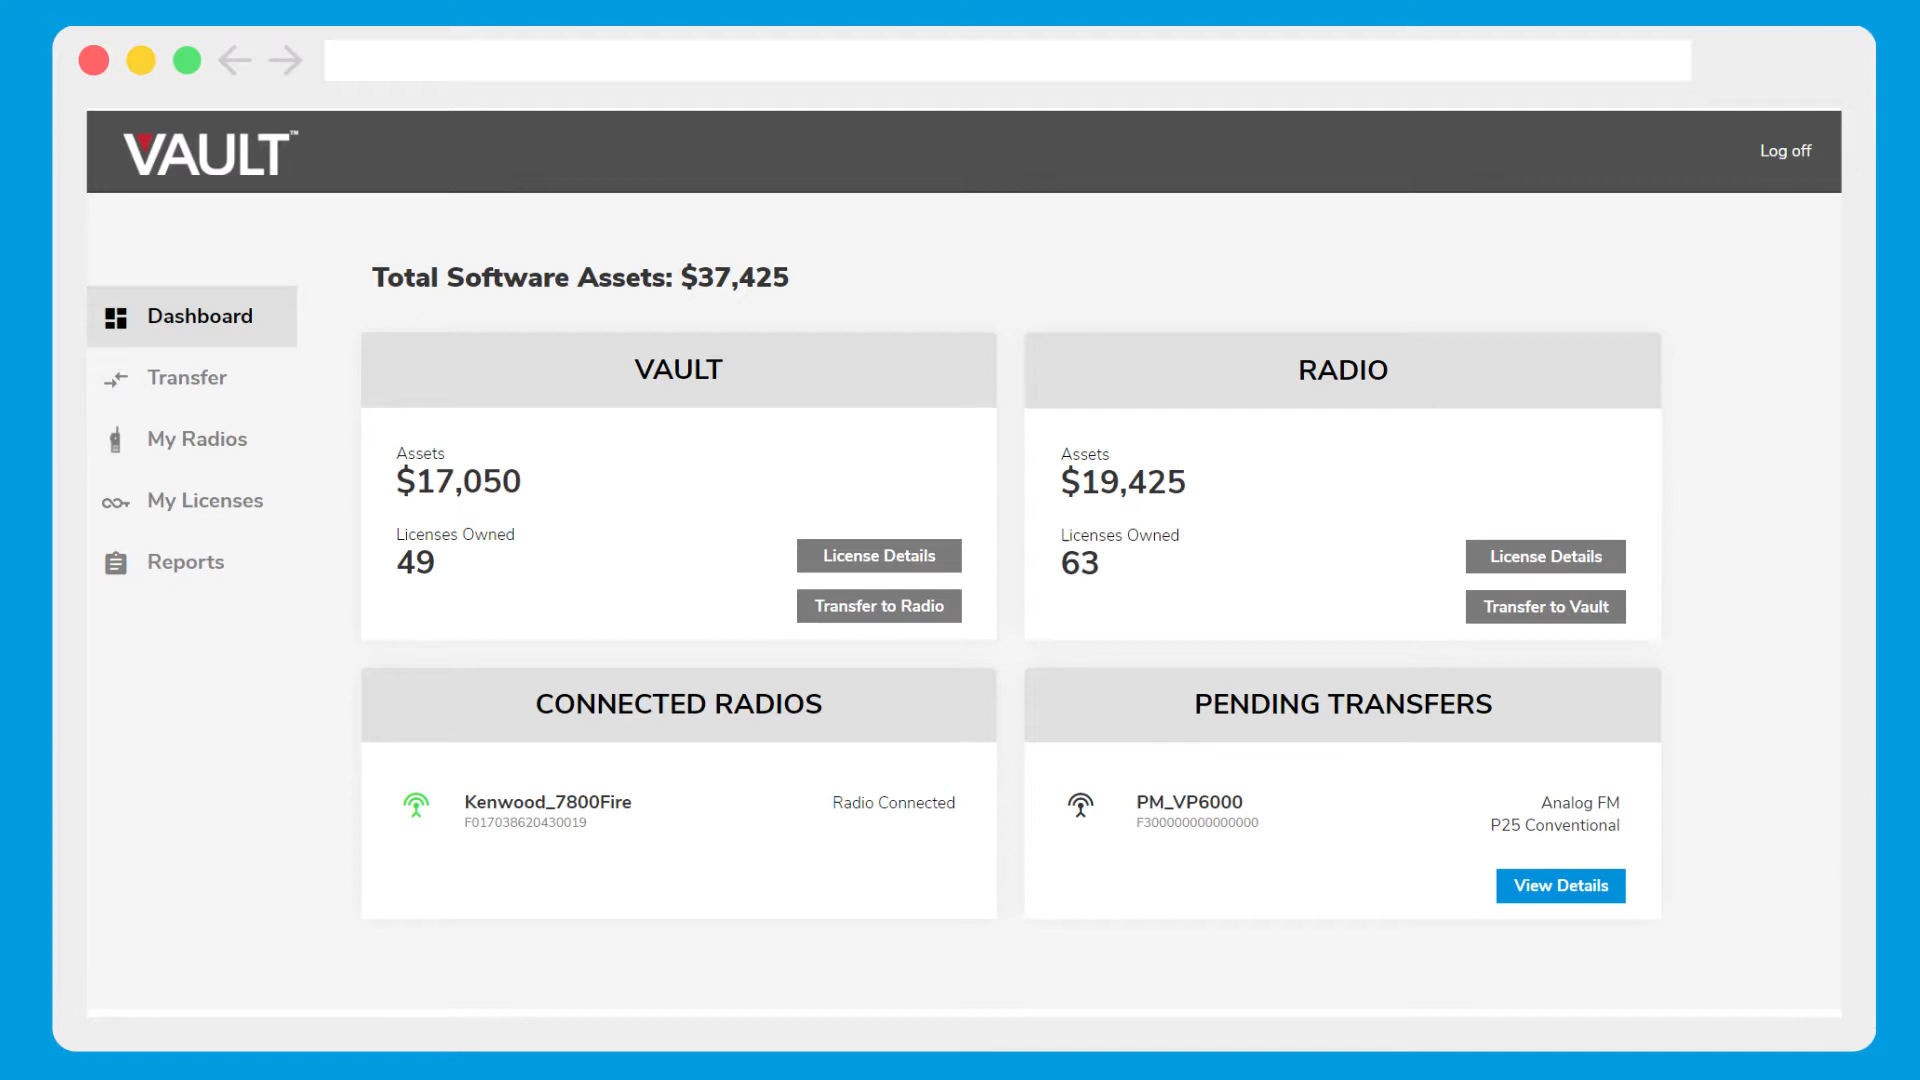 VAULT™
Log off
Total Software Assets: $37,425
Dashboard
Transfer
My Radios
My Licenses
Reports
VAULT
Assets
$17,050
Licenses Owned
49
License Details
Transfer to Radio
RADIO
Assets
$19,425
Licenses Owned
63
License Details
Transfer to Vault
CONNECTED RADIOS
Kenwood_7800Fire
Radio Connected
F017038620430019
PENDING TRANSFERS
PM_VP6000
Analog FM
F300000000000000
P25 Conventional
View Details